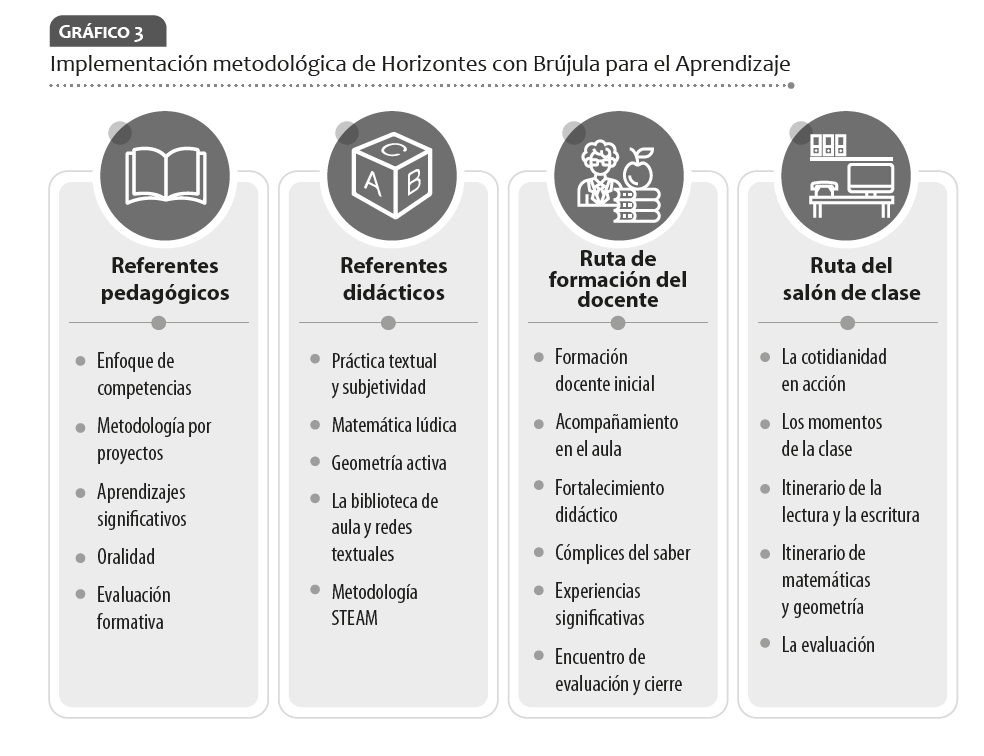 GRÁFICO 3
Implementación metodológica de Horizontes con Brújula para el Aprendizaje
Referentes
pedagógicos
Enfoque de
competencias
Metodología por
proyectos
Aprendizajes
significativos
Oralidad
Evaluación
formativa
A
B
C
Referentes
didácticos
Práctica textual
y subjetividad
Matemática lúdica
Geometría activa
La biblioteca de
aula y redes
textuales
Metodología
STEAM
Ruta de
formación del
docente
Formación
docente inicial
Acompañamiento
en el aula
Fortalecimiento
didáctico
Cómplices del saber
Experiencias
significativas
Encuentro de
evaluación y cierre
Ruta del
salón de clase
La cotidianidad
en acción
Los momentos
de la clase
Itinerario de la
lectura y la escritura
Itinerario de
matemáticas
y geometría
La evaluación